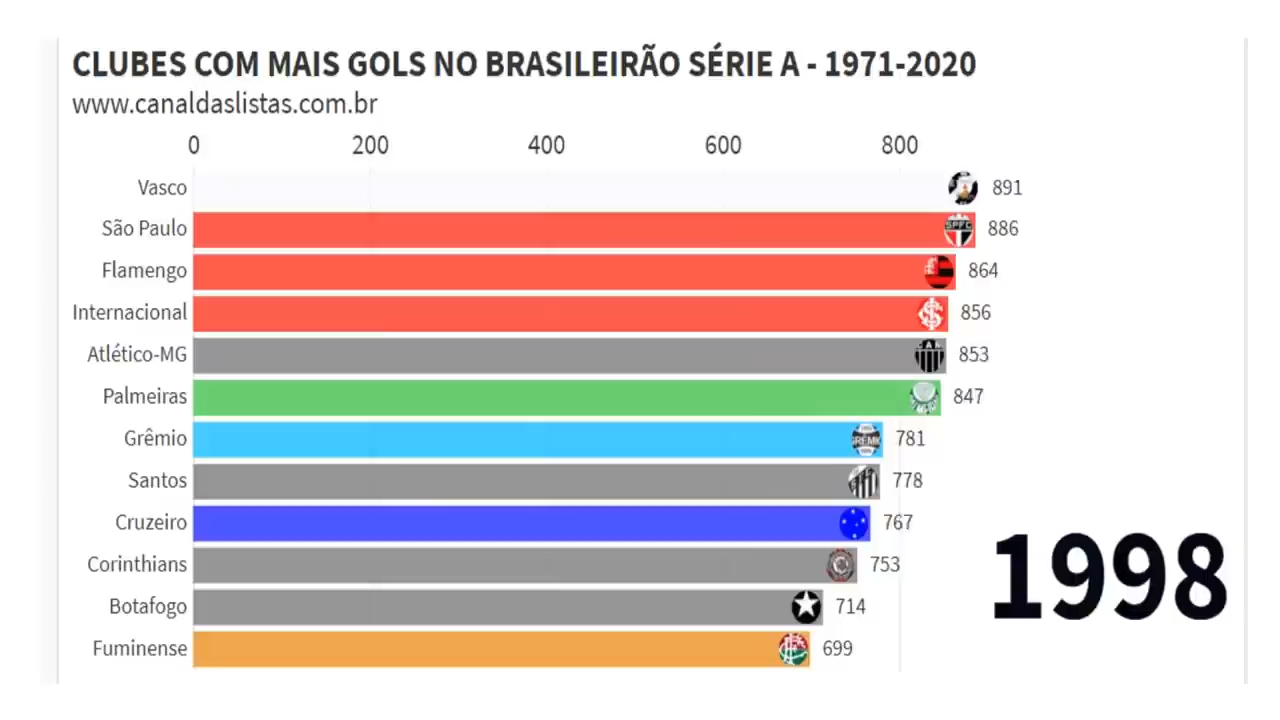 CLUBES COM MAIS GOLS NO BRASILEIRÃO SÉRIE A - 1971-2020
www.canaldaslistas.com.br
0 200 400 600 800
Vasco 891
São Paulo SPFC 886
Flamengo 864
Internacional 856
Atlético-MG CAM 853
Palmeiras 847
Grêmio 781
Santos 778
Cruzeiro 767
Corinthians 753
Botafogo 714
Fuminense 699
1998